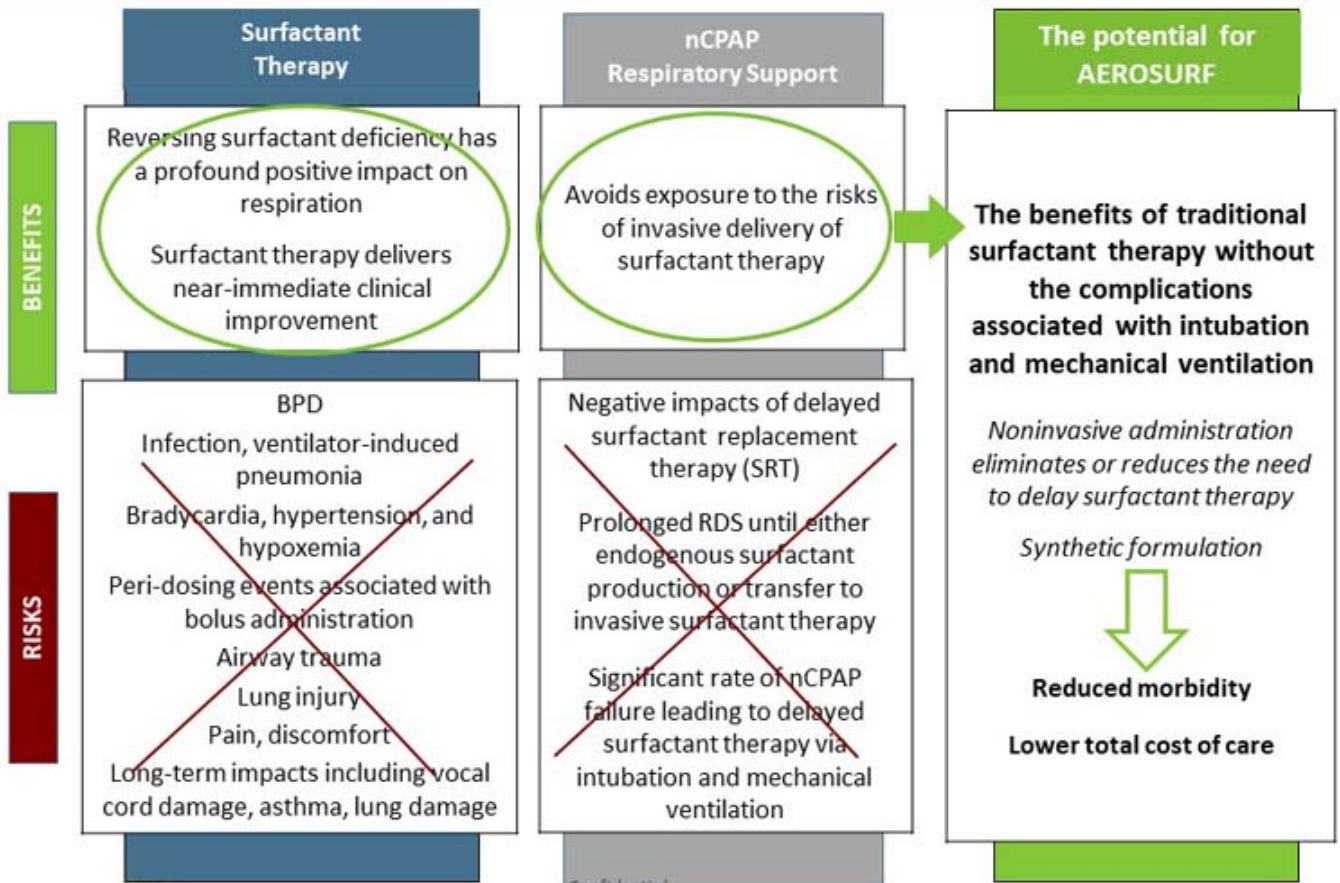 Surfactant
Therapy
nCPAP
Respiratory Support
The potential for
AEROSURF
BENEFITS
Reversing surfactant deficiency has
a profound positive impact on
respiration
Surfactant therapy delivers
near-immediate clinical
improvement
Avoids exposure to the risks
of invasive delivery of
surfactant therapy
The benefits of traditional
surfactant therapy without
the complications
associated with intubation
and mechanical ventilation
Noninvasive administration
eliminates or reduces the need
to delay surfactant therapy
Synthetic formulation
Reduced morbidity
Lower total cost of care
RISKS
BPD
Infection, ventilator-induced
pneumonia
Bradycardia, hypertension, and
hypoxemia
Peri-dosing events associated with
bolus administration
Airway trauma
Lung injury
Pain, discomfort
Long-term impacts including vocal
cord damage, asthma, lung damage
Negative impacts of delayed
surfactant replacement
therapy (SRT)
Prolonged RDS until either
endogenous surfactant
production or transfer to
invasive surfactant therapy
Significant rate of nCPAP
failure leading to delayed
surfactant therapy via
intubation and mechanical
ventilation